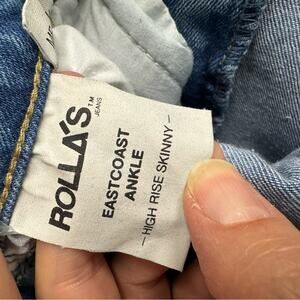 ROLLA'S TM
JEANS
EASTCOAST
ANKLE
- HIGH RISE SKINNY -